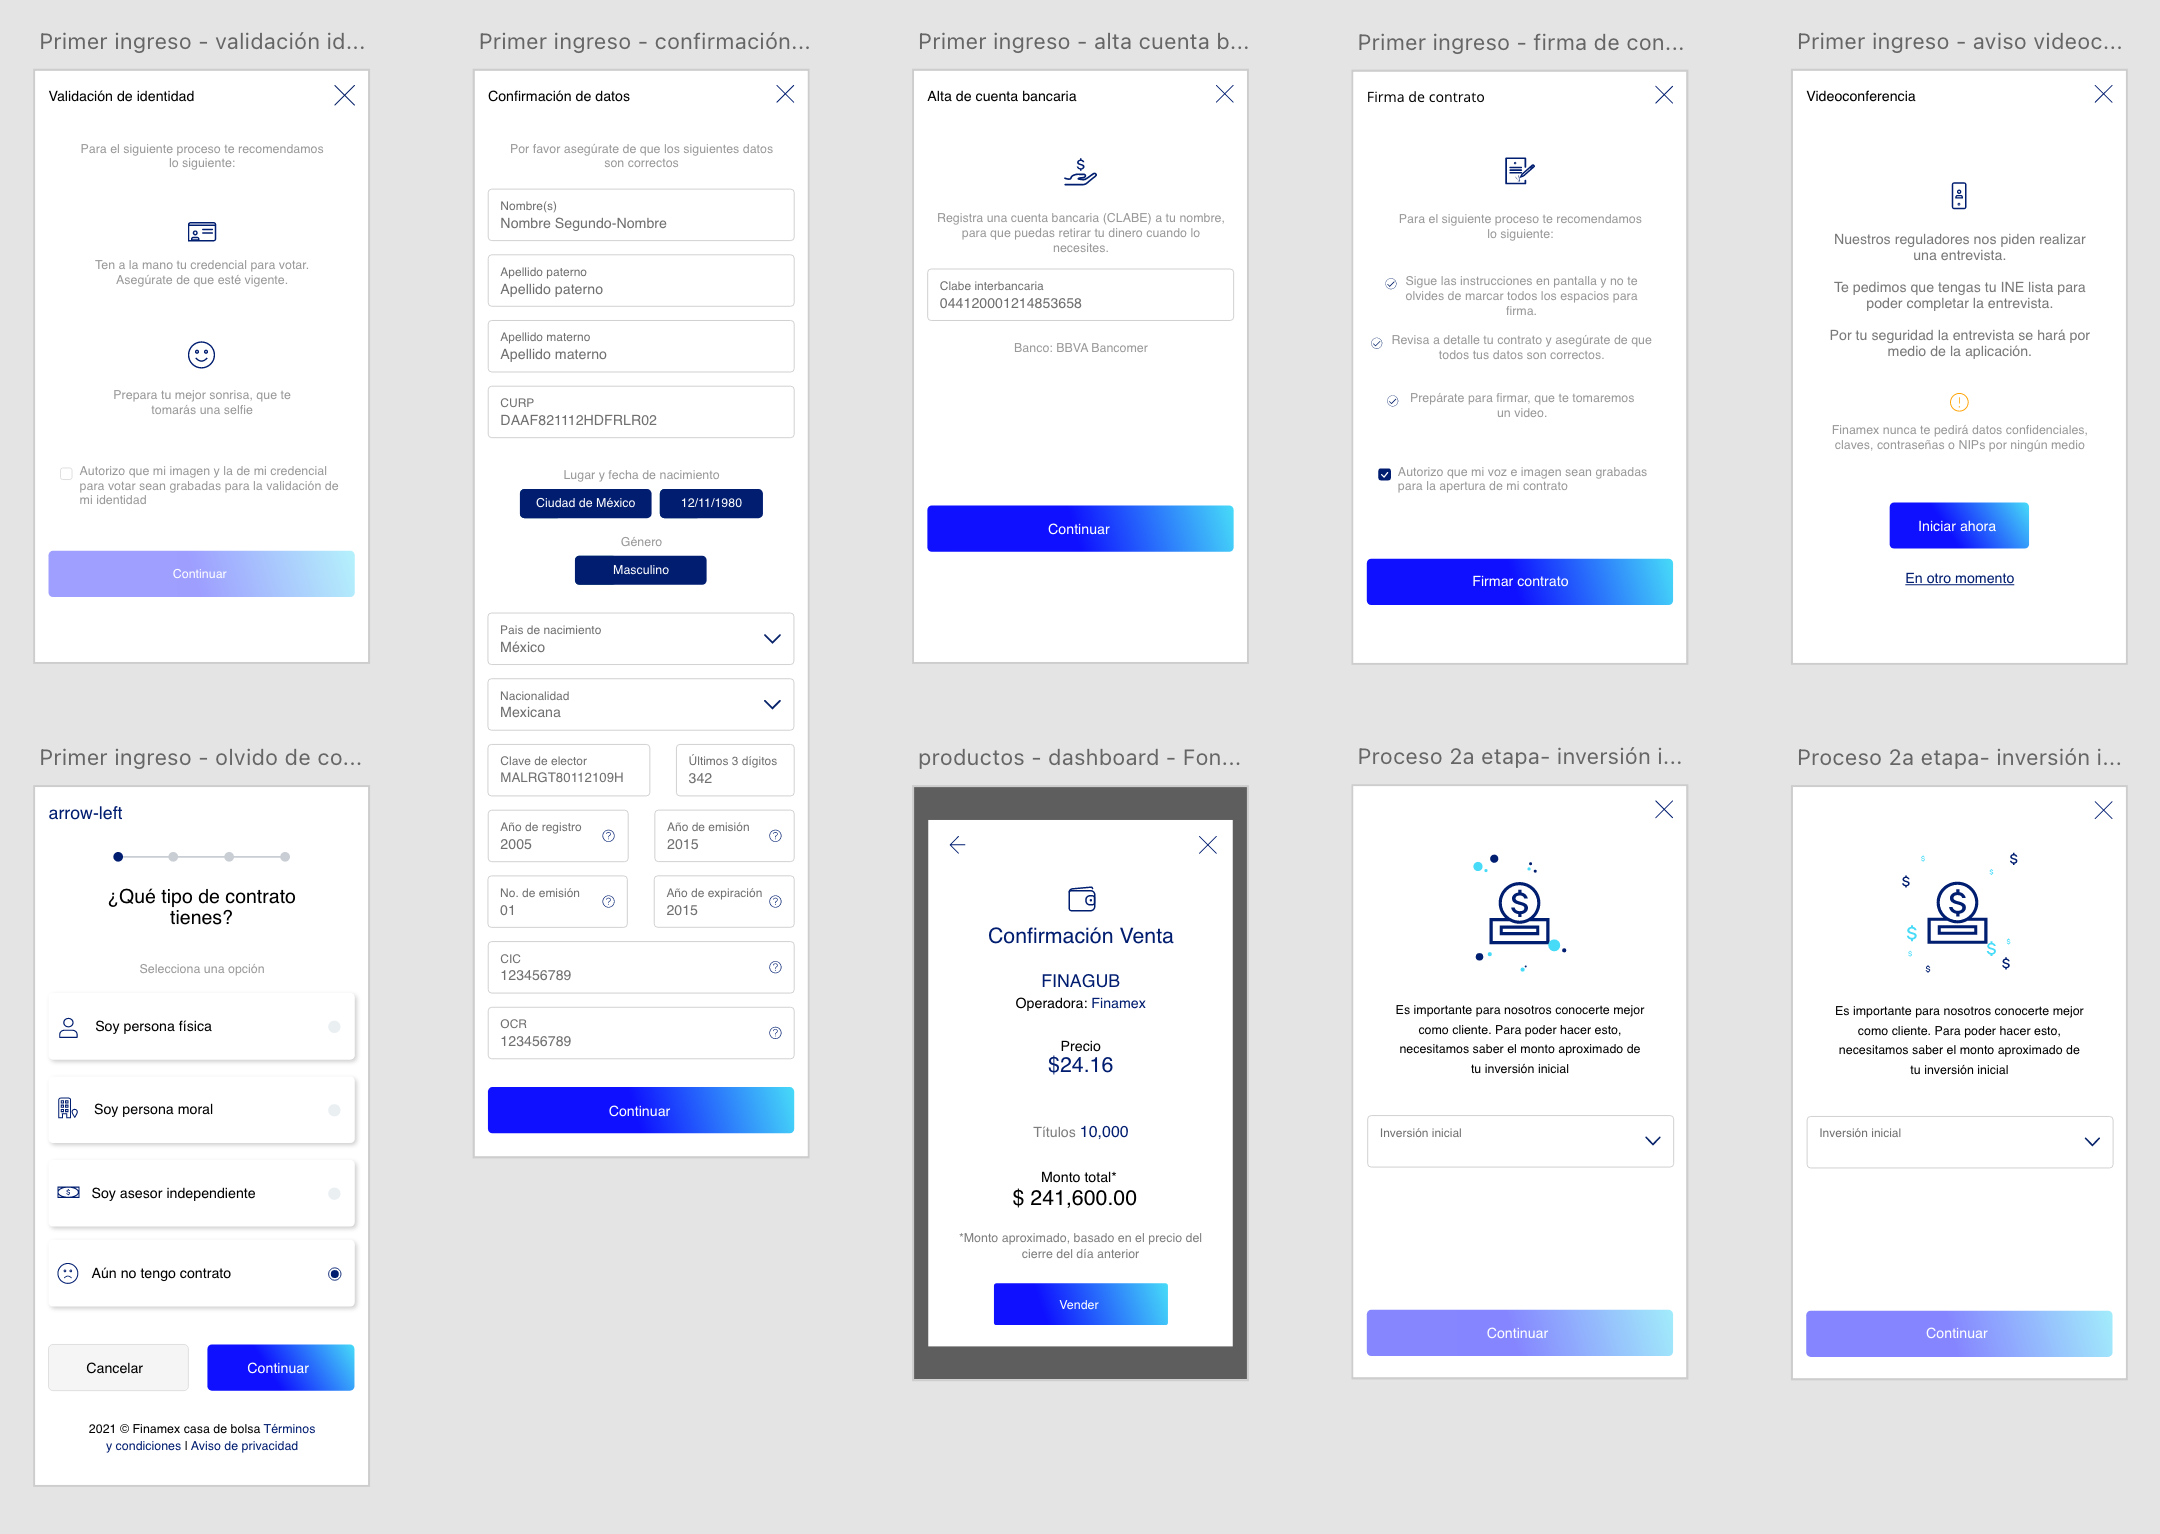 Primer ingreso - validación id...
Validación de identidad
Para el siguiente proceso te recomendamos
lo siguiente:
Ten a la mano tu credencial para votar.
Asegúrate de que esté vigente.
Prepara tu mejor sonrisa, que te
tomarás una selfie
Autorizo que mi imagen y la de mi credencial
para votar sean grabadas para la validación de
mi identidad
Continuar
Primer ingreso - confirmación...
Confirmación de datos
Por favor asegúrate de que los siguientes datos
son correctos
Nombre(s)
Nombre Segundo-Nombre
Apellido paterno
Apellido paterno
Apellido materno
Apellido materno
CURP
DAAF821112HDFRLR02
Lugar y fecha de nacimiento
Ciudad de México 12/11/1980
Género
Masculino
Pais de nacimiento
México
Nacionalidad
Mexicana
Clave de elector
MALRGT80112109H
Últimos 3 dígitos
342
Año de registro
2005
Año de emisión
2015
No. de emisión
01
Año de expiración
2015
CIC
123456789
OCR
123456789
Continuar
Primer ingreso - alta cuenta b...
Alta de cuenta bancaria
Registra una cuenta bancaria (CLABE) a tu nombre,
para que puedas retirar tu dinero cuando lo
necesites.
Clabe interbancaria
044120001214853658
Banco: BBVA Bancomer
Continuar
Primer ingreso - firma de con...
Firma de contrato
Para el siguiente proceso te recomendamos
lo siguiente:
Sigue las instrucciones en pantalla y no te
olvides de marcar todos los espacios para
firma.
Revisa a detalle tu contrato y asegúrate de que
todos tus datos son correctos.
Prepárate para firmar, que te tomaremos
un video.
Autorizo que mi voz e imagen sean grabadas
para la apertura de mi contrato
Firmar contrato
Primer ingreso - aviso videoc...
Videoconferencia
Nuestros reguladores nos piden realizar
una entrevista.
Te pedimos que tengas tu INE lista para
poder completar la entrevista.
Por tu seguridad la entrevista se hará por
medio de la aplicación.
Finamex nunca te pedirá datos confidenciales,
claves, contraseñas o NIPs por ningún medio
Iniciar ahora
En otro momento
Primer ingreso - olvido de co...
arrow-left
¿Qué tipo de contrato
tienes?
Selecciona una opción
Soy persona física
Soy persona moral
Soy asesor independiente
Aún no tengo contrato
Cancelar Continuar
2021 © Finamex casa de bolsa Términos
y condiciones | Aviso de privacidad
productos - dashboard - Fon...
Confirmación Venta
FINAGUB
Operadora: Finamex
Precio
$24.16
Títulos 10,000
Monto total*
$ 241,600.00
*Monto aproximado, basado en el precio del
cierre del día anterior
Vender
Proceso 2a etapa- inversión i...
Es importante para nosotros conocerte mejor
como cliente. Para poder hacer esto,
necesitamos saber el monto aproximado de
tu inversión inicial
Inversión inicial
Continuar
Proceso 2a etapa- inversión i...
Es importante para nosotros conocerte mejor
como cliente. Para poder hacer esto,
necesitamos saber el monto aproximado de
tu inversión inicial
Inversión inicial
Continuar